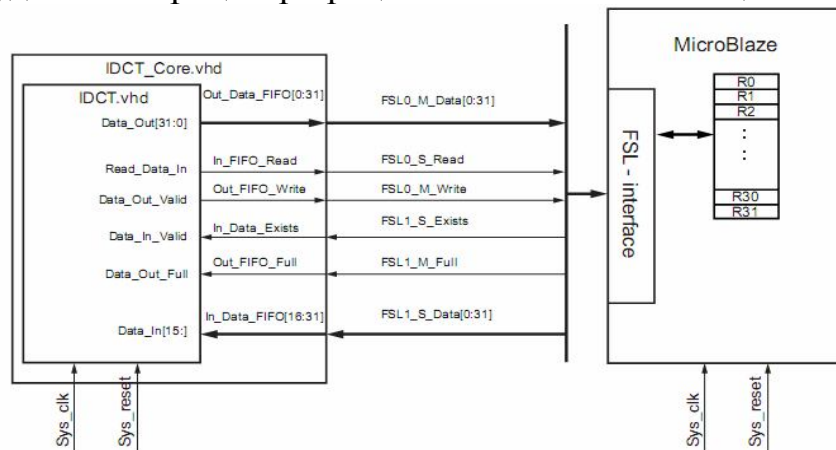 IDCT_Core.vhd
IDCT.vhd
Data_Out[31:0]
Read_Data_In
Data_Out_Valid
Data_In_Valid
Data_Out_Full
Data_In[15:]
Out_Data_FIFO[0:31]
In_FIFO_Read
Out_FIFO_Write
In_Data_Exists
Out_FIFO_Full
In_Data_FIFO[16:31]
FSL0_M_Data[0:31]
FSL0_S_Read
FSL0_M_Write
FSL1_S_Exists
FSL1_M_Full
FSL1_S_Data[0:31]
MicroBlaze
FSL - interface
R0
R1
R2
:
:
R30
R31
Sys_clk
Sys_reset
Sys_clk
Sys_reset